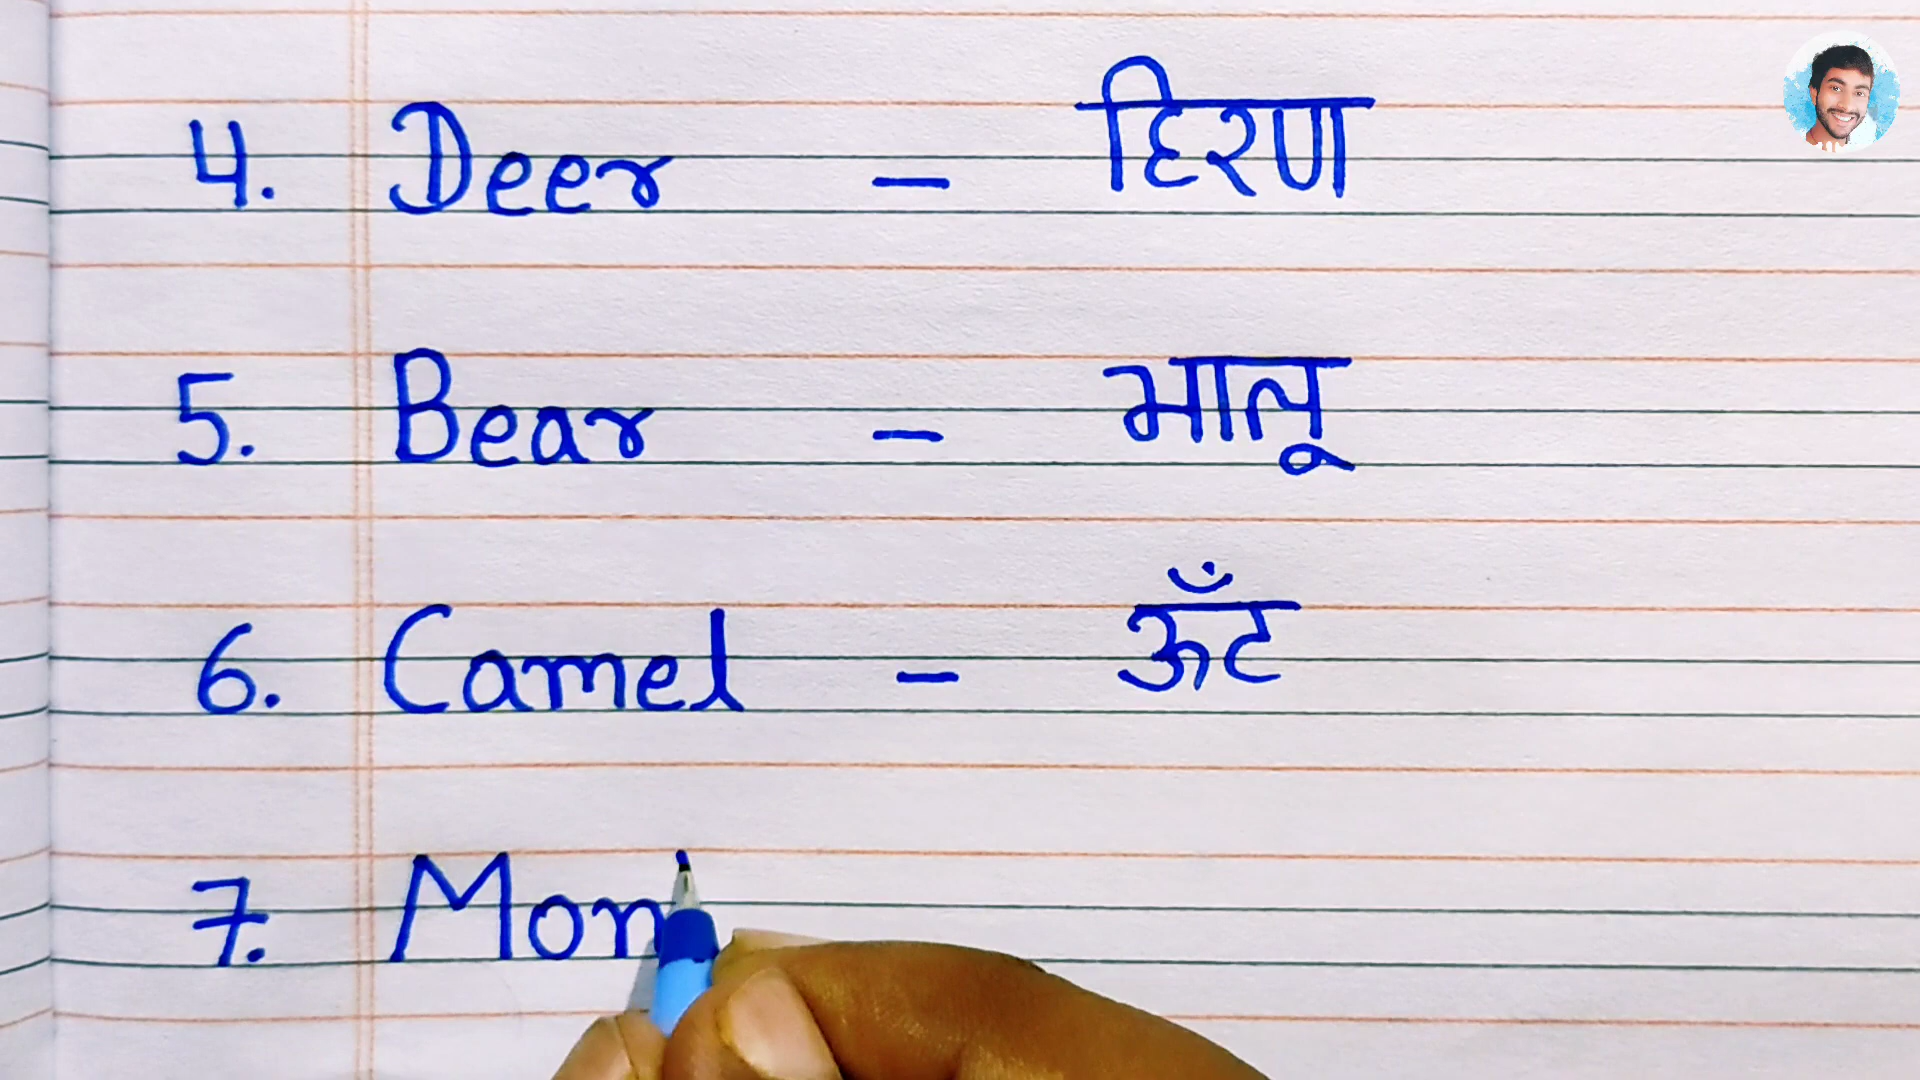 4. Deer - हिरण
5. Bear - भालू
6. Camel - ऊँट
7. Mon